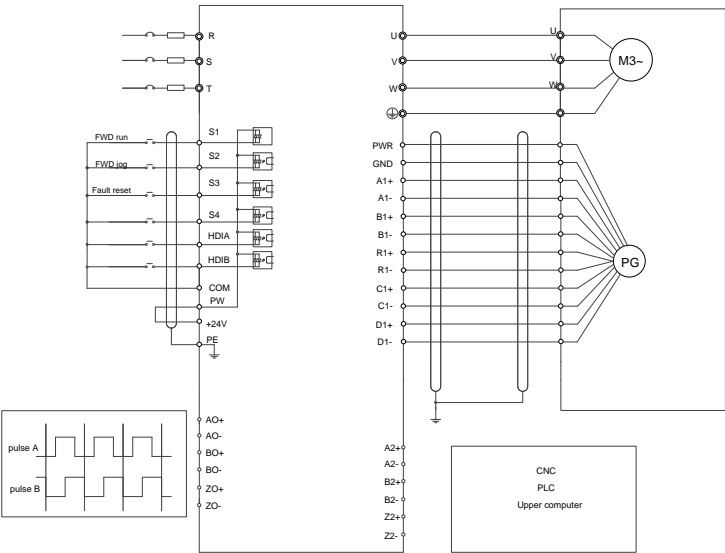 R
S
T
U
V
W
U
V
W
M3~
FWD run
FWD jog
Fault reset
S1
S2
S3
S4
HDIA
HDIB
COM
PW
+24V
PE
PWR
GND
A1+
A1-
B1+
B1-
R1+
R1-
C1+
C1-
D1+
D1-
PG
pulse A
pulse B
AO+
AO-
BO+
BO-
ZO+
ZO-
A2+
A2-
B2+
B2-
Z2+
Z2-
CNC
PLC
Upper computer